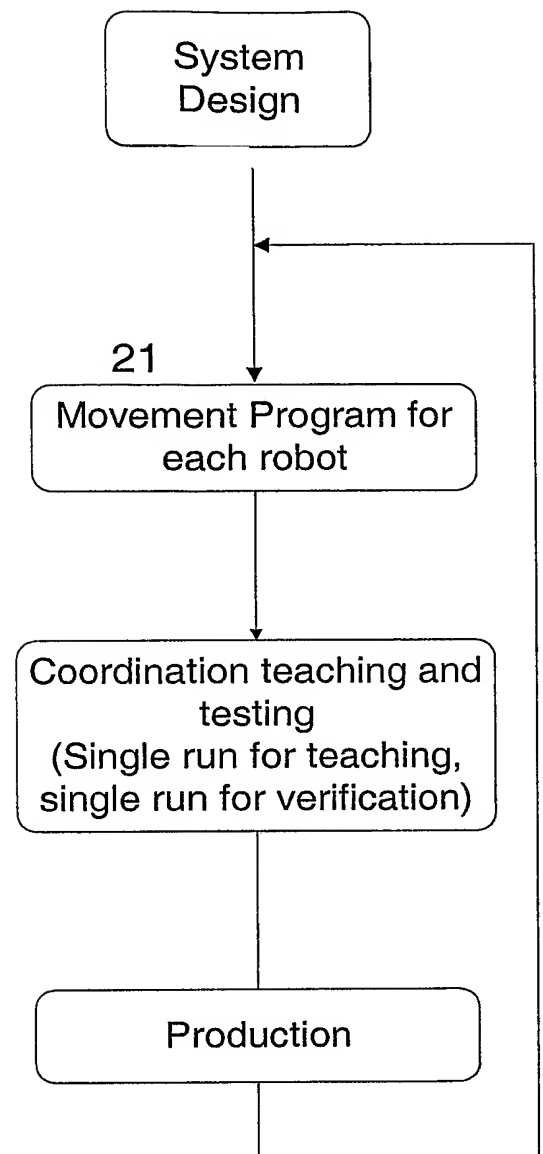 System
Design
21
Movement Program for
each robot
Coordination teaching and
testing
(Single run for teaching,
single run for verification)
Production